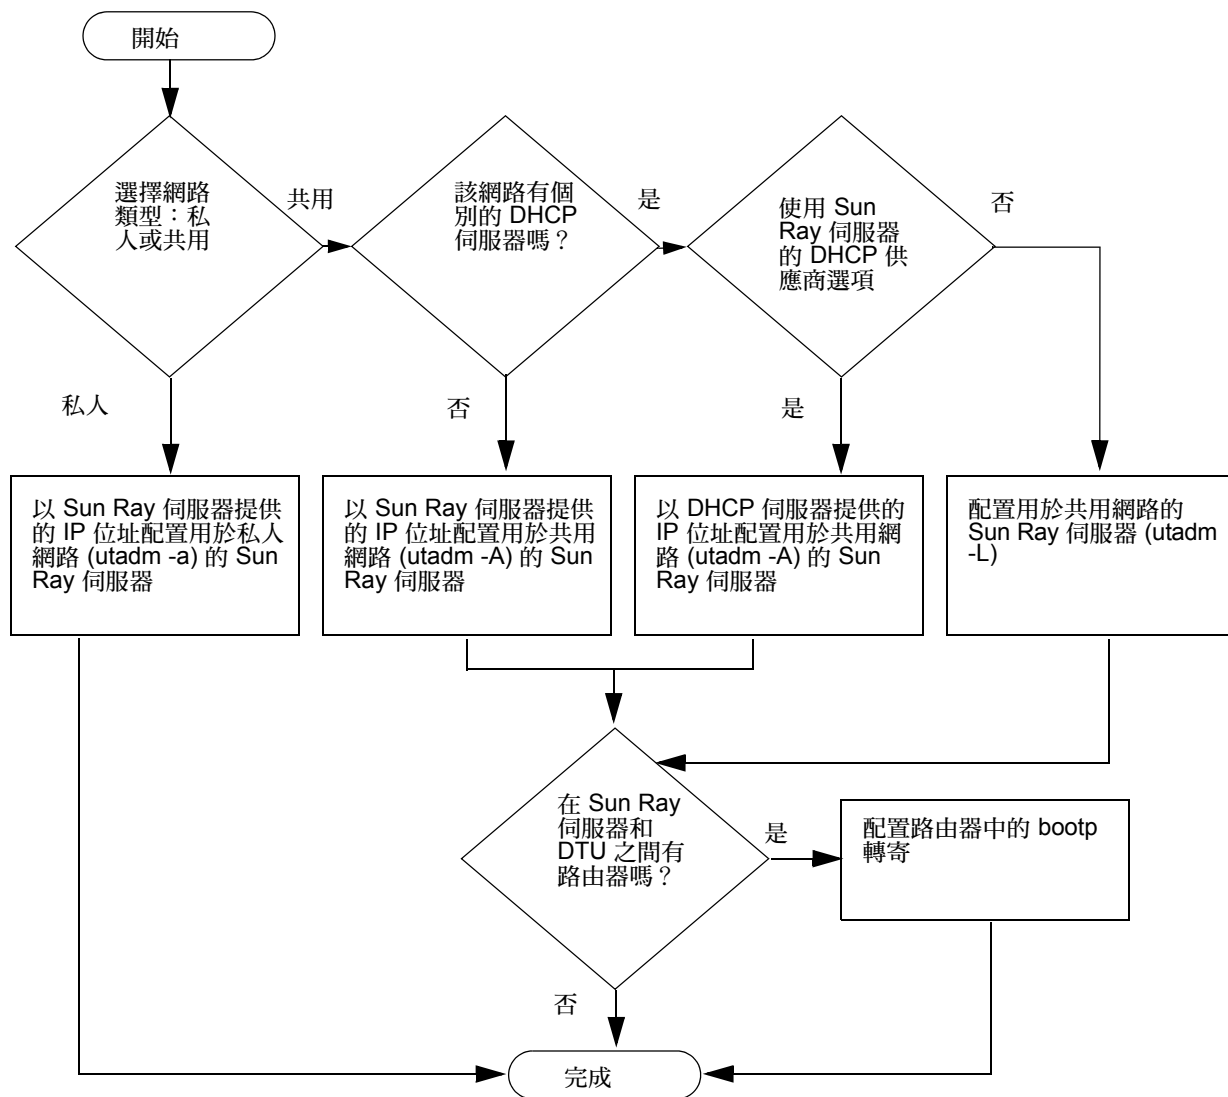 開始
選擇網路
類型：私
人或共用
共用
該網路有個
別的 DHCP
伺服器嗎？
是
使用 Sun
Ray 伺服器
的 DHCP 供
應商選項
否
私人
否
是
以 Sun Ray 伺服器提供
的 IP 位址配置用於私人
網路 (utadm -a) 的 Sun
Ray 伺服器
以 Sun Ray 伺服器提供
的 IP 位址配置用於共用
網路 (utadm -A) 的 Sun
Ray 伺服器
以 DHCP 伺服器提供的
IP 位址配置用於共用網
路 (utadm -A) 的 Sun
Ray 伺服器
配置用於共用網路的
Sun Ray 伺服器 (utadm
-L)
在 Sun Ray
伺服器和
DTU 之間有
路由器嗎？
是
配置路由器中的 bootp
轉寄
否
完成